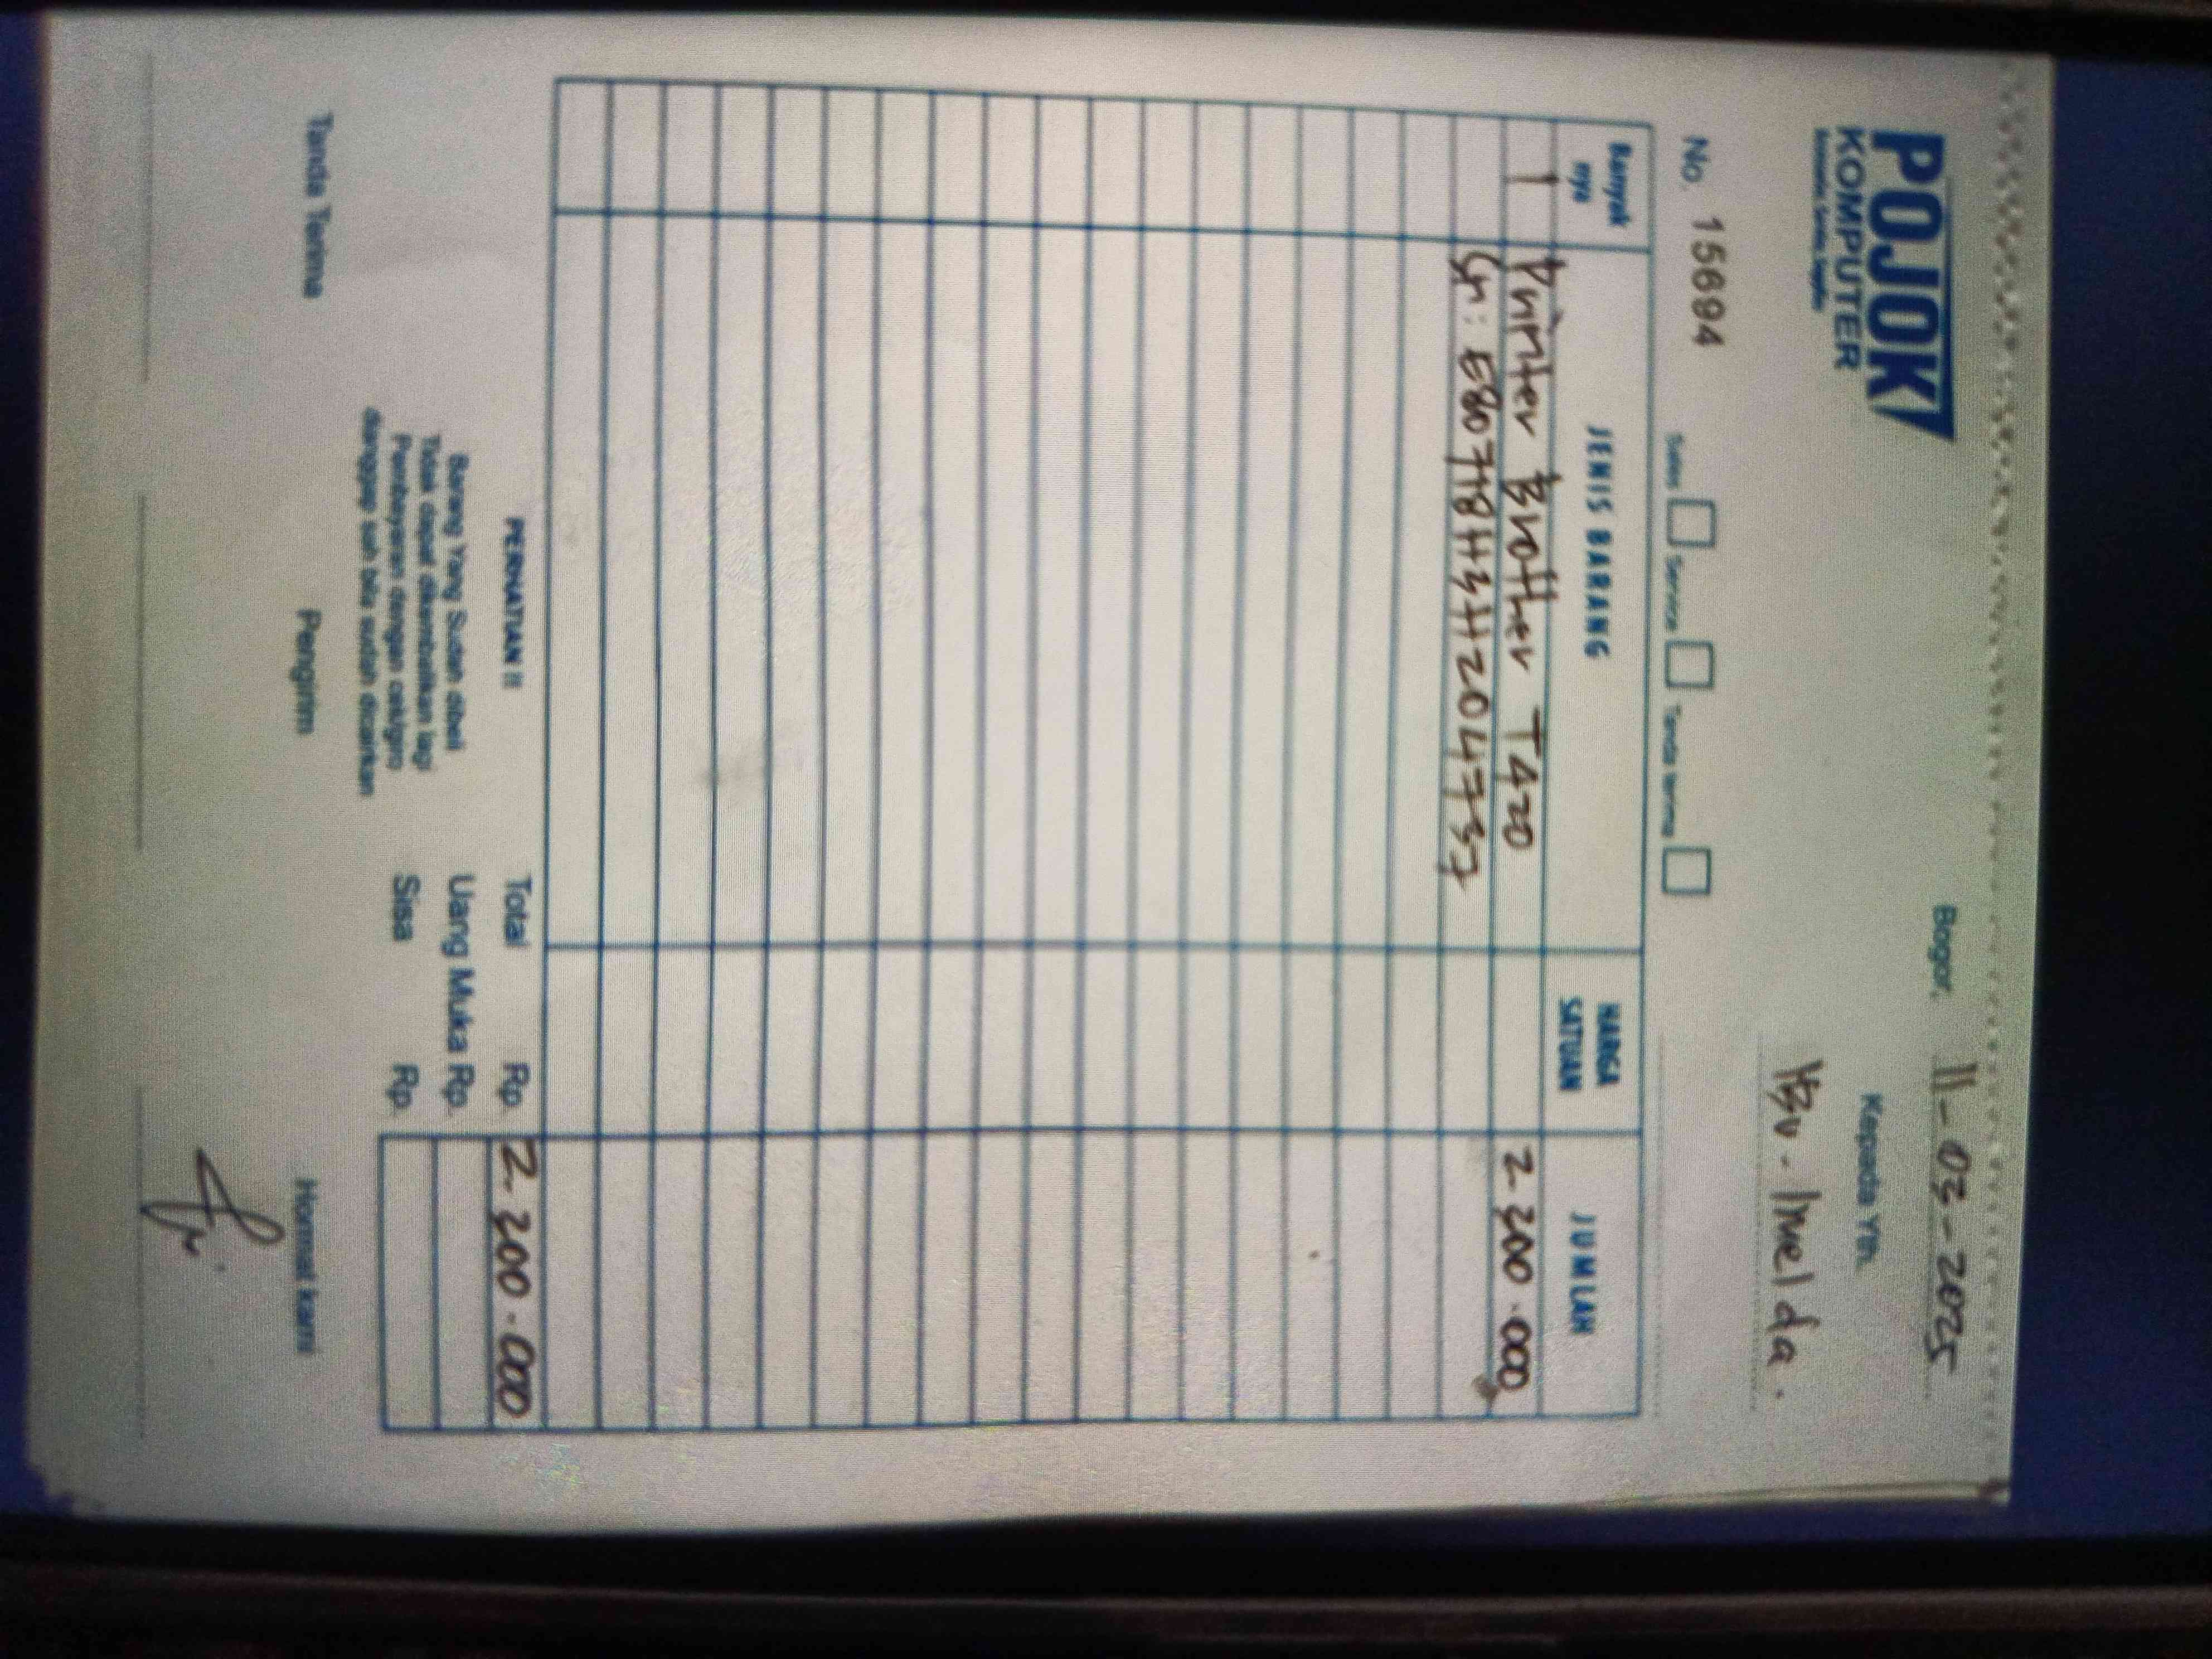 POJOK
KOMPUTER
Bogor, 11-03-2025
Kepada Yth.
Ibu. Imelda.
No. 15694
Sales Service Tanda terima
Banyak nya JENIS BARANG HARGA SATUAN JUMLAH
1 Printer Brother T420 2.300.000
Sn:
PERHATIAN !!
Barang Yang Sudah dibeli
Tidak dapat dikembalikan lagi
Pembayaran dengan cek/giro
dianggap sah bila sudah dicairkan
Total Rp. 2.300.000
Uang Muka Rp.
Sisa Rp.
Tanda Terima Pengirim Hormat kami